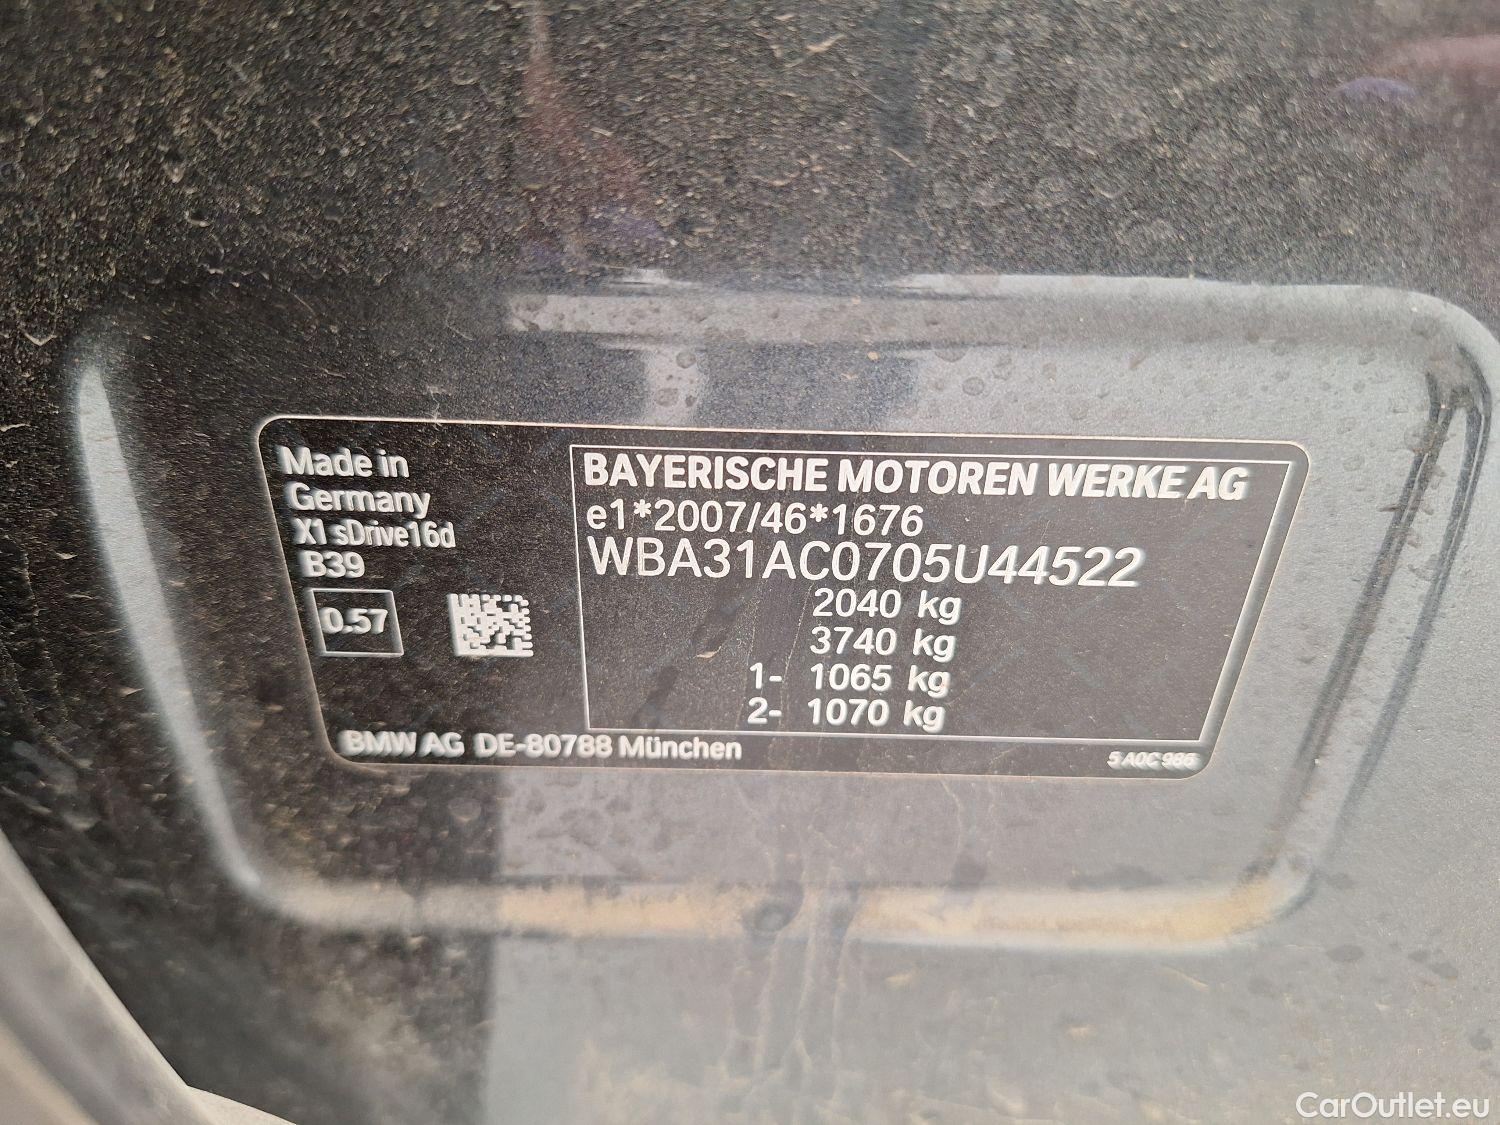 Made in
Germany
X1 sDrive16d
B39
0.57
BAYERISCHE MOTOREN WERKE AG
e1*2007/46*1676
WBA31AC0705U44522
2040 kg
3740 kg
1- 1065 kg
2- 1070 kg
BMW AG DE-80788 München
5 A0C 986
CarOutlet.eu